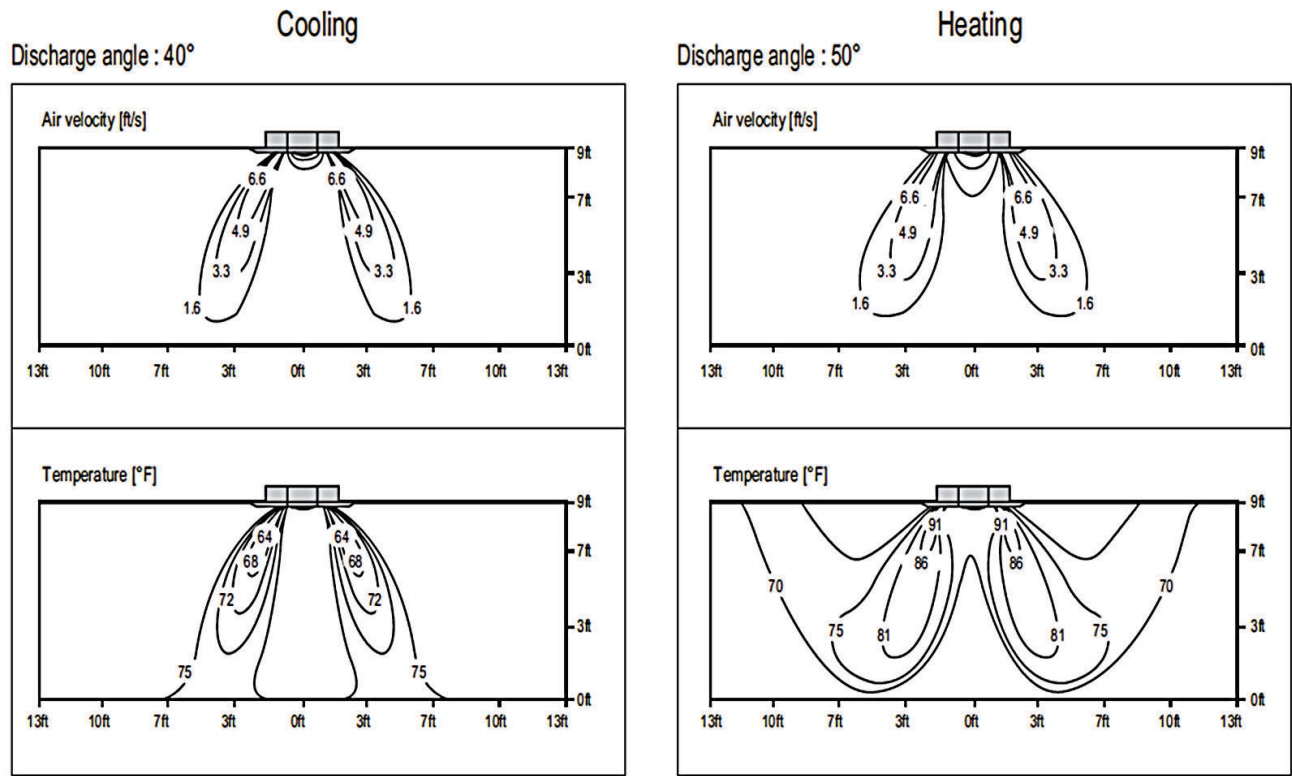 Cooling
Discharge angle : 40°
Air velocity [ft/s]
9ft
6.6 6.6
7ft
4.9 4.9
3.3 3.3
3ft
1.6 1.6
0ft
13ft 10ft 7ft 3ft 0ft 3ft 7ft 10ft 13ft
Temperature [°F]
9ft
64 64
7ft
68 68
72 72
3ft
75 75
0ft
13ft 10ft 7ft 3ft 0ft 3ft 7ft 10ft 13ft
Heating
Discharge angle : 50°
Air velocity [ft/s]
9ft
6.6 6.6
7ft
4.9 4.9
3.3 3.3
3ft
1.6 1.6
0ft
13ft 10ft 7ft 3ft 0ft 3ft 7ft 10ft 13ft
Temperature [°F]
9ft
91 91
7ft
86 86
70 70
75 75
3ft
81 81
0ft
13ft 10ft 7ft 3ft 0ft 3ft 7ft 10ft 13ft